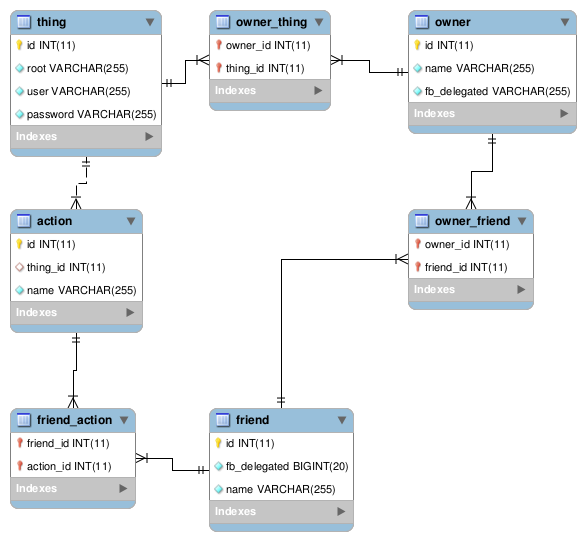 thing
id INT(11)
root VARCHAR(255)
user VARCHAR(255)
password VARCHAR(255)
Indexes
owner_thing
owner_id INT(11)
thing_id INT(11)
Indexes
owner
id INT(11)
name VARCHAR(255)
fb_delegated VARCHAR(255)
Indexes
action
id INT(11)
thing_id INT(11)
name VARCHAR(255)
Indexes
owner_friend
owner_id INT(11)
friend_id INT(11)
Indexes
friend_action
friend_id INT(11)
action_id INT(11)
Indexes
friend
id INT(11)
fb_delegated BIGINT(20)
name VARCHAR(255)
Indexes